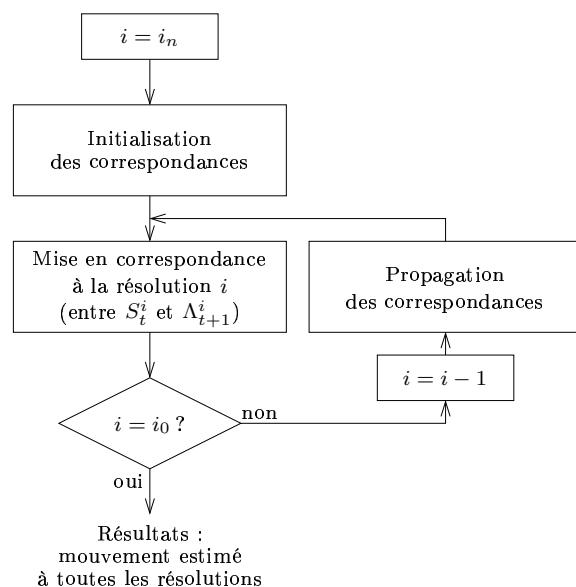 i = i_n
Initialisation
des correspondances
Mise en correspondance
à la résolution i
(entre S_t^i et Λ_{t+1}^i)
Propagation
des correspondances
i = i − 1
i = i_0 ?
non
oui
Résultats :
mouvement estimé
à toutes les résolutions